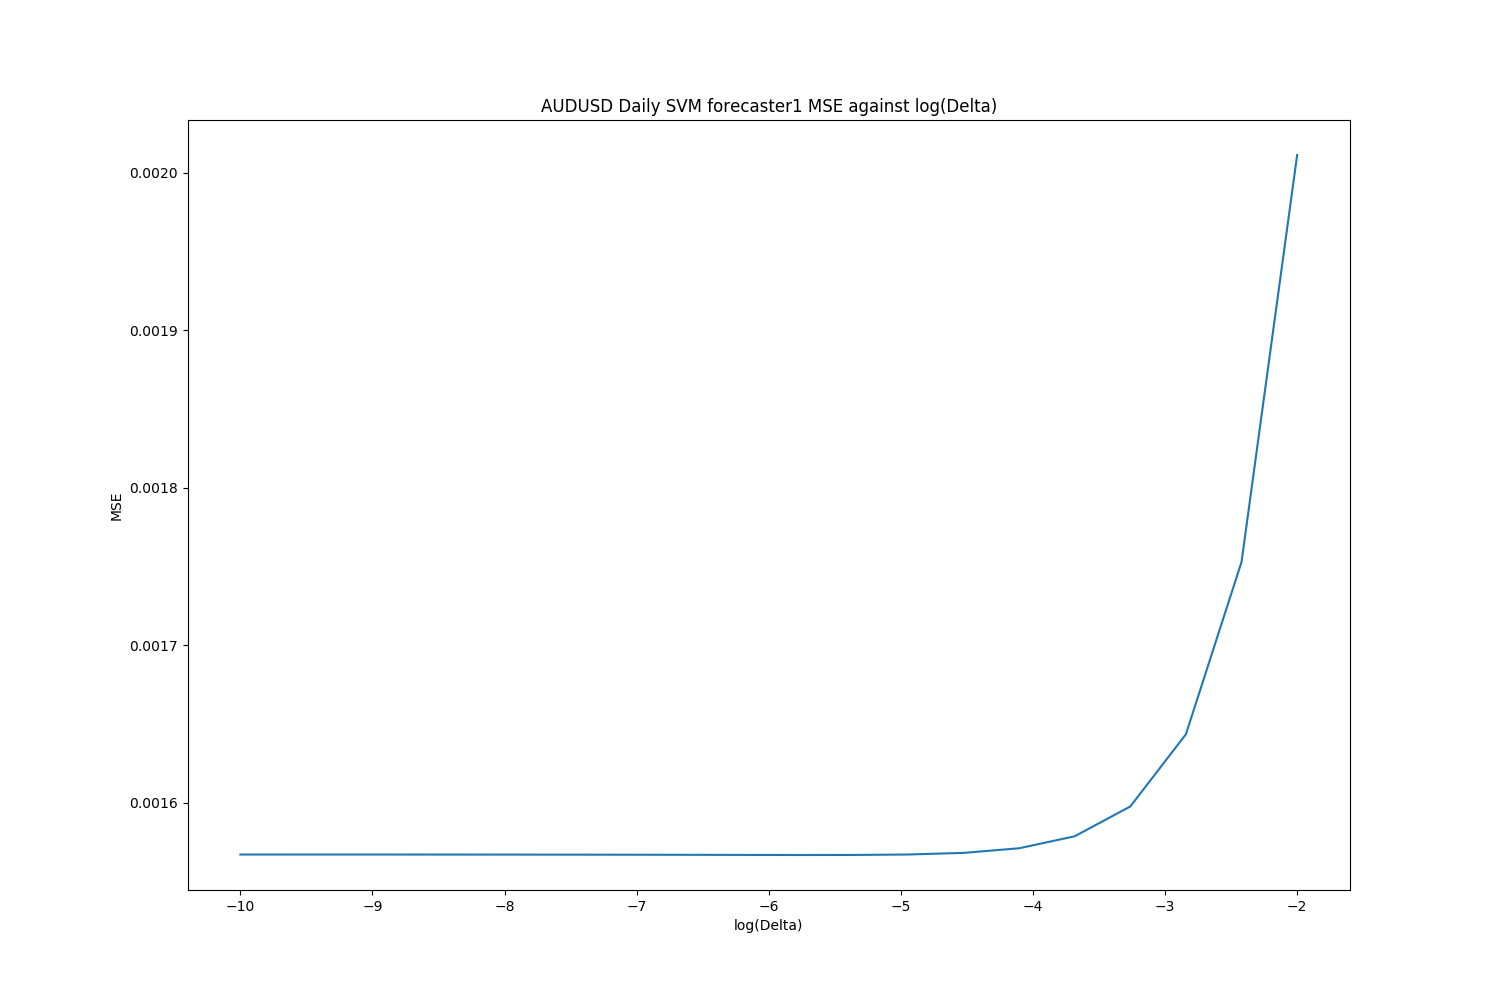 AUDUSD Daily SVM forecaster1 MSE against log(Delta)
0.0020
0.0019
0.0018
MSE
0.0017
0.0016
−10 −9 −8 −7 −6 −5 −4 −3 −2
log(Delta)